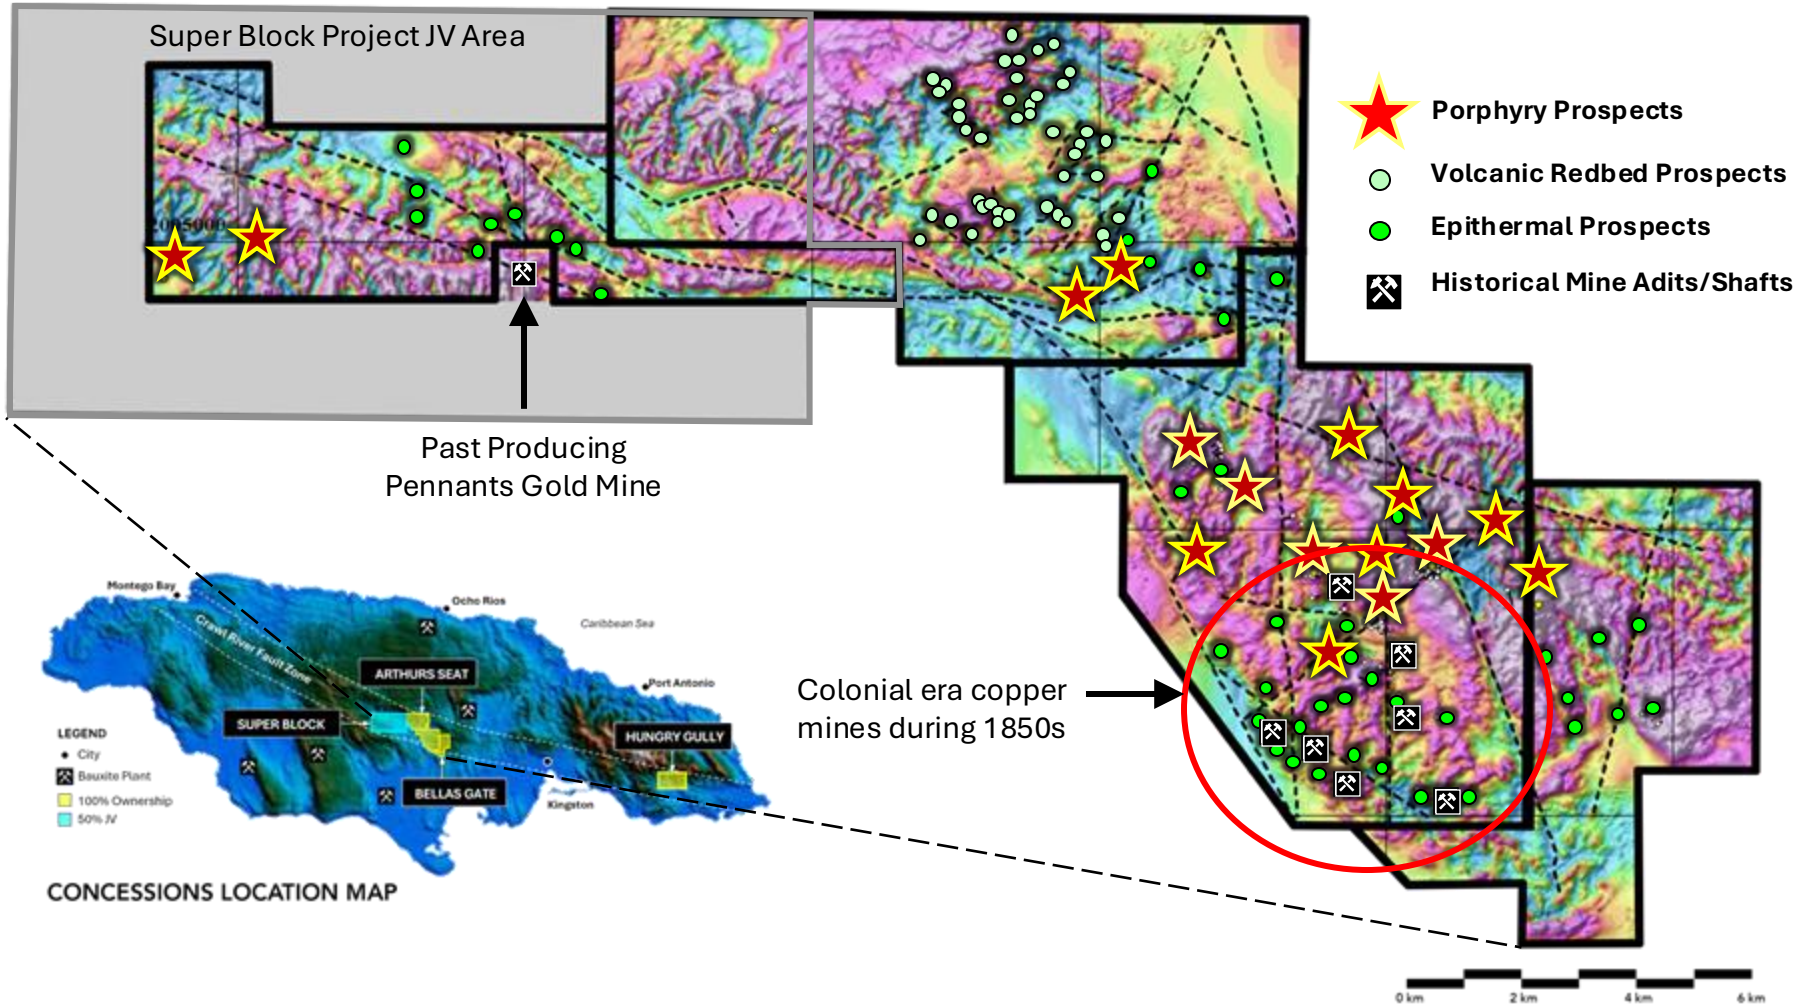 Super Block Project JV Area
Porphyry Prospects
Volcanic Redbed Prospects
Epithermal Prospects
Historical Mine Adits/Shafts
Past Producing
Pennants Gold Mine
Colonial era copper
mines during 1850s
Montego Bay
Ocho Rios
Caribbean Sea
Crawl River Fault Zone
ARTHURS SEAT
Port Antonio
SUPER BLOCK
HUNGRY GULLY
BELLAS GATE
Kingston
LEGEND
City
Bauxite Plant
100% Ownership
50% JV
CONCESSIONS LOCATION MAP
0 km 2 km 4 km 6 km